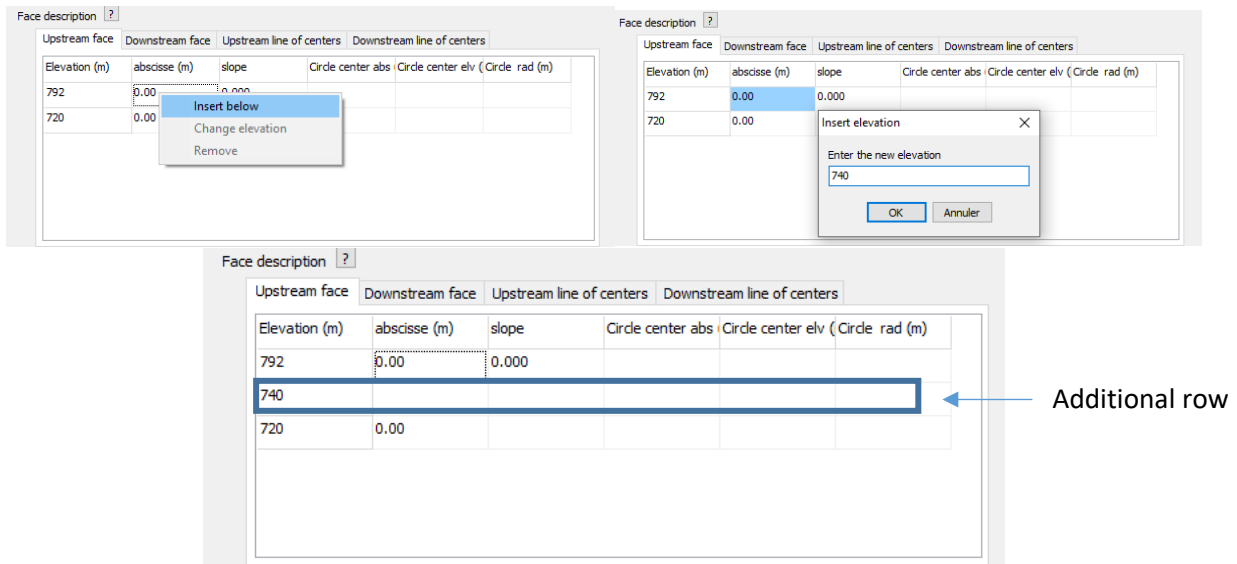 Face description ?
Upstream face Downstream face Upstream line of centers Downstream line of centers
Elevation (m) abscisse (m) slope Circle center abs Circle center elv ( Circle rad (m)
792 0.00 0.000
720 0.00
Insert below
Change elevation
Remove
Face description ?
Upstream face Downstream face Upstream line of centers Downstream line of centers
Elevation (m) abscisse (m) slope Circle center abs Circle center elv ( Circle rad (m)
792 0.00 0.000
720 0.00
Insert elevation
Enter the new elevation
740
OK Annuler
Face description ?
Upstream face Downstream face Upstream line of centers Downstream line of centers
Elevation (m) abscisse (m) slope Circle center abs Circle center elv ( Circle rad (m)
792 0.00 0.000
740
720 0.00
Additional row